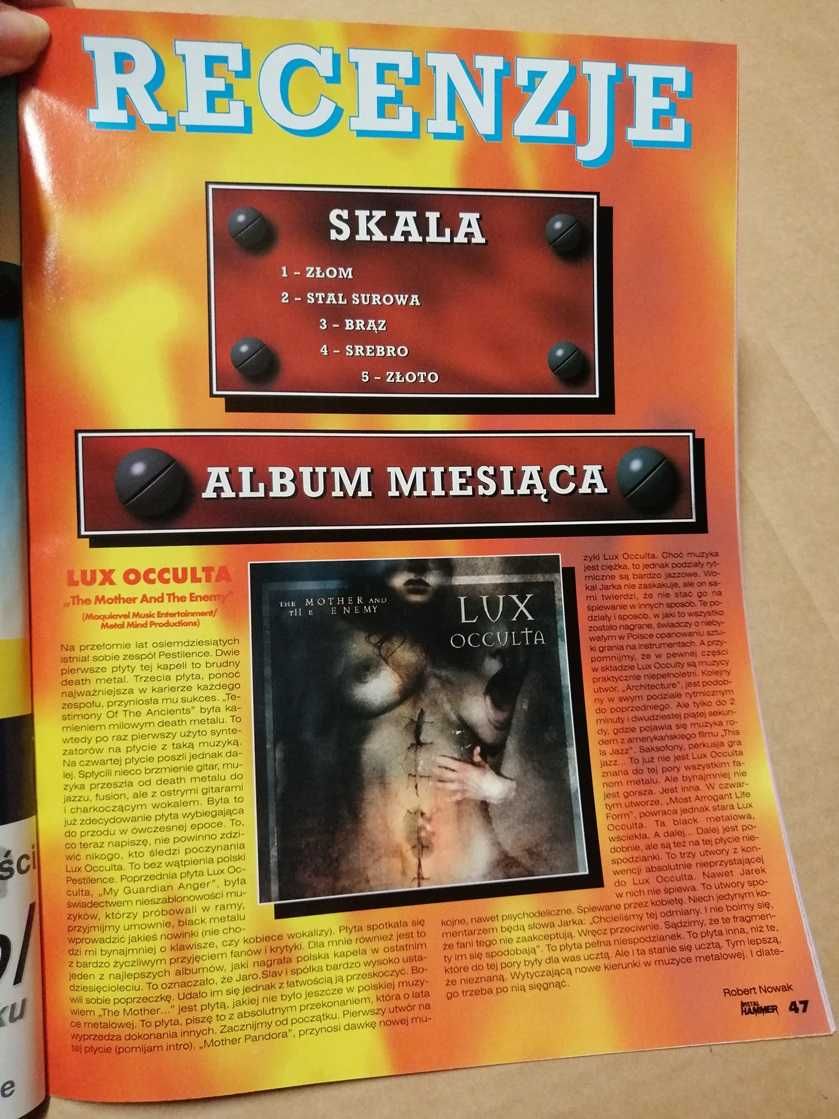 RECENZJE
SKALA
1 – ZŁOM
2 – STAL SUROWA
3 – BRĄZ
4 – SREBRO
5 – ZŁOTO
ALBUM MIESIĄCA
LUX OCCULTA
„The Mother And The Enemy"
(Maquiavel Music Entertainment/
Metal Mind Productions)
Na przełomie lat osiemdziesiątych
istniał sobie zespół Pestilence. Dwie
pierwsze płyty tej kapeli to brudny
death metal. Trzecia płyta, ponoć
najważniejsza w karierze każdego
zespołu, przyniosła mu sukces. „Te-
stimony Of The Ancients" była ka-
mieniem milowym death metalu. To
wtedy po raz pierwszy użyto synte-
zatorów na płycie z taką muzyką.
Na czwartej płycie poszli jednak da-
lej. Spłycili nieco brzmienie gitar, mu-
zyka przeszła od death metalu do
jazzu, fusion, ale z ostrymi gitarami
i charkoczącym wokalem. Była to
już zdecydowanie płyta wybiegająca
do przodu w ówczesnej epoce. To,
co teraz napiszę, nie powinno zdzi-
wić nikogo, kto śledzi poczynania
Lux Occulta. To bez wątpienia polski
Pestilence. Poprzednia płyta Lux Oc-
culta, „My Guardian Anger", była
świadectwem nieszablonowości mu-
zyków, którzy próbowali w ramy,
przyjmijmy umownie, black metalu
wprowadzić jakieś nowinki (nie cho-
dzi mi bynajmniej o klawisze, czy kobiece wokalizy). Płyta spotkała się
z bardzo życzliwym przyjęciem fanów i krytyki. Dla mnie również jest to
jeden z najlepszych albumów, jaki nagrała polska kapela w ostatnim
dziesięcioleciu. To oznaczało, że Jaro.Slav i spółka bardzo wysoko usta-
wili sobie poprzeczkę. Udało im się jednak z łatwością ją przeskoczyć. Bo-
wiem „The Mother..." jest płytą, jakiej nie było jeszcze w polskiej muzy-
ce metalowej. To płyta, piszę to z absolutnym przekonaniem, która o lata
wyprzedza dokonania innych. Zacznijmy od początku. Pierwszy utwór na
tej płycie (pomijam intro), „Mother Pandora", przynosi dawkę nowej mu-
THE MOTHER AND
THE ENEMY
LUX
OCCULTA
zyki Lux Occulta. Choć muzyka
jest ciężka, to jednak podziały ryt-
miczne są bardzo jazzowe. Wo-
kal Jarka nie zaskakuje, ale on sa-
mi twierdzi, że nie stać go na
śpiewanie w innych sposób. Te po-
działy i sposób, w jaki to wszystko
zostało nagrane, świadczy o nieby-
wałym w Polsce opanowaniu sztu-
ki grania na instrumentach. A przy-
pomnijmy, że w pewnej części
w składzie Lux Occulty są muzycy
praktycznie niepełnoletni. Kolejny
utwór, „Architecture", jest podob-
ny w swym podziale rytmicznym
do poprzedniego. Ale tylko do 2
minuty i dwudziestej piątej sekun-
dy, gdzie pojawia się muzyka ro-
dem z amerykańskiego filmu „This
Is Jazz". Saksofony, perkusja gra
jazz... To już nie jest Lux Occulta
znana do tej pory wszystkim fa-
nom metalu. Ale bynajmniej nie
jest gorsza. Jest inna. W czwar-
tym utworze, „Most Arrogant Life
Form", powraca jednak stara Lux
Occulta. Ta black metalowa,
wściekła. A dalej... Dalej jest po-
dobnie, ale są też na tej płycie nie-
spodzianki. To trzy utwory z kon-
wencji absolutnie nieprzystającej
do Lux Occulta. Nawet Jarek
w nich nie śpiewa. To utwory spo-
kojne, nawet psychodeliczne. Śpiewane przez kobietę. Niech jedynym ko-
mentarzem będą słowa Jarka: „Chcieliśmy tej odmiany. I nie boimy się,
że fani tego nie zaakceptują. Wręcz przeciwnie. Sądzimy, że te fragmen-
ty im się spodobają". To płyta pełna niespodzianek. To płyta inna, niż te,
które do tej pory były dla was ucztą. Ale i ta stanie się ucztą. Tym lepszą,
że nieznaną. Wytyczającą nowe kierunki w muzyce metalowej. I dlate-
go trzeba po nią sięgnąć.
Robert Nowak
METAL
HAMMER 47
ści
ku
e